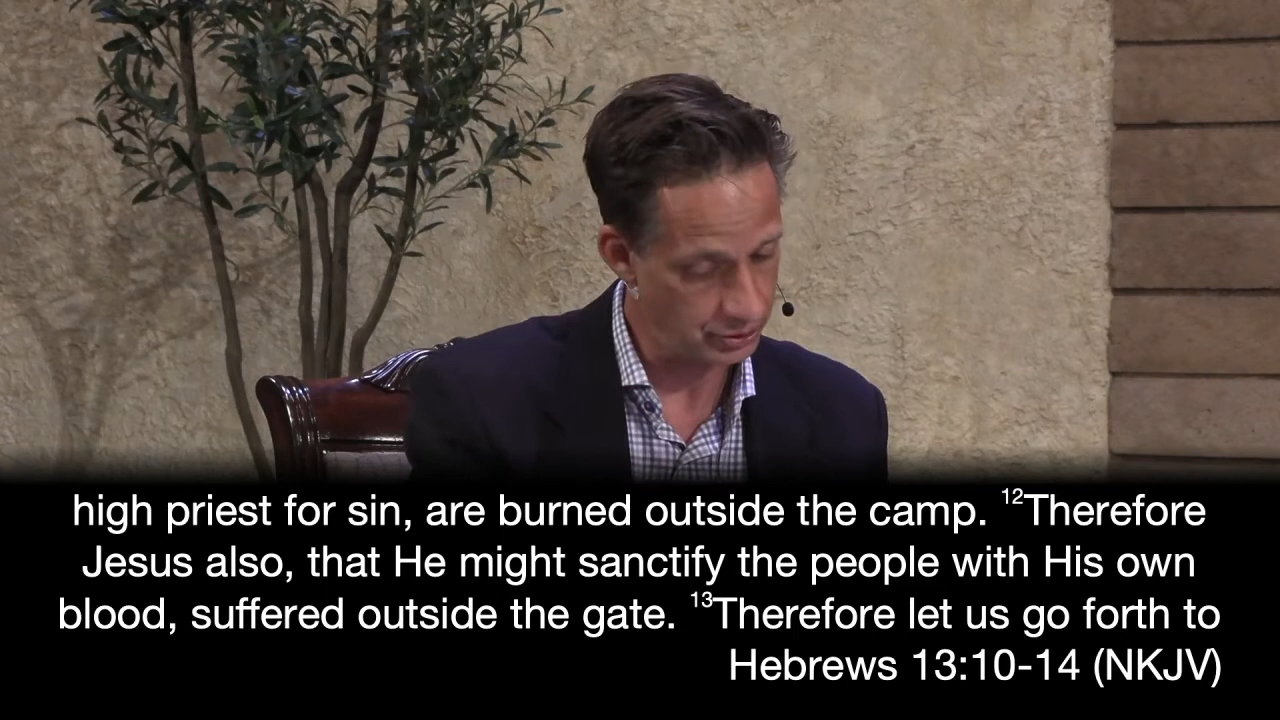 high priest for sin, are burned outside the camp. ¹²Therefore
Jesus also, that He might sanctify the people with His own
blood, suffered outside the gate. ¹³Therefore let us go forth to
Hebrews 13:10-14 (NKJV)